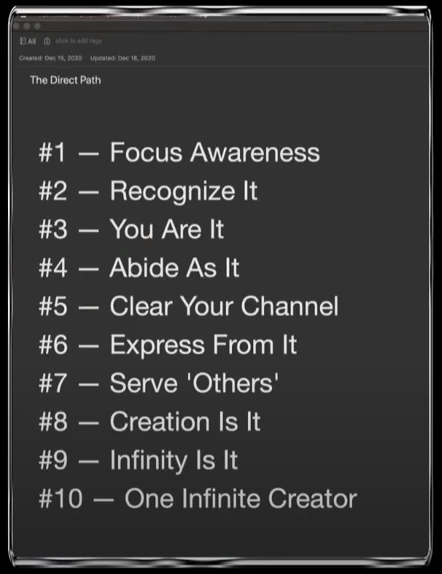 All click to add tags
Created: Dec 15, 2020 Updated: Dec 18, 2020
The Direct Path
#1 — Focus Awareness
#2 — Recognize It
#3 — You Are It
#4 — Abide As It
#5 — Clear Your Channel
#6 — Express From It
#7 — Serve 'Others'
#8 — Creation Is It
#9 — Infinity Is It
#10 — One Infinite Creator